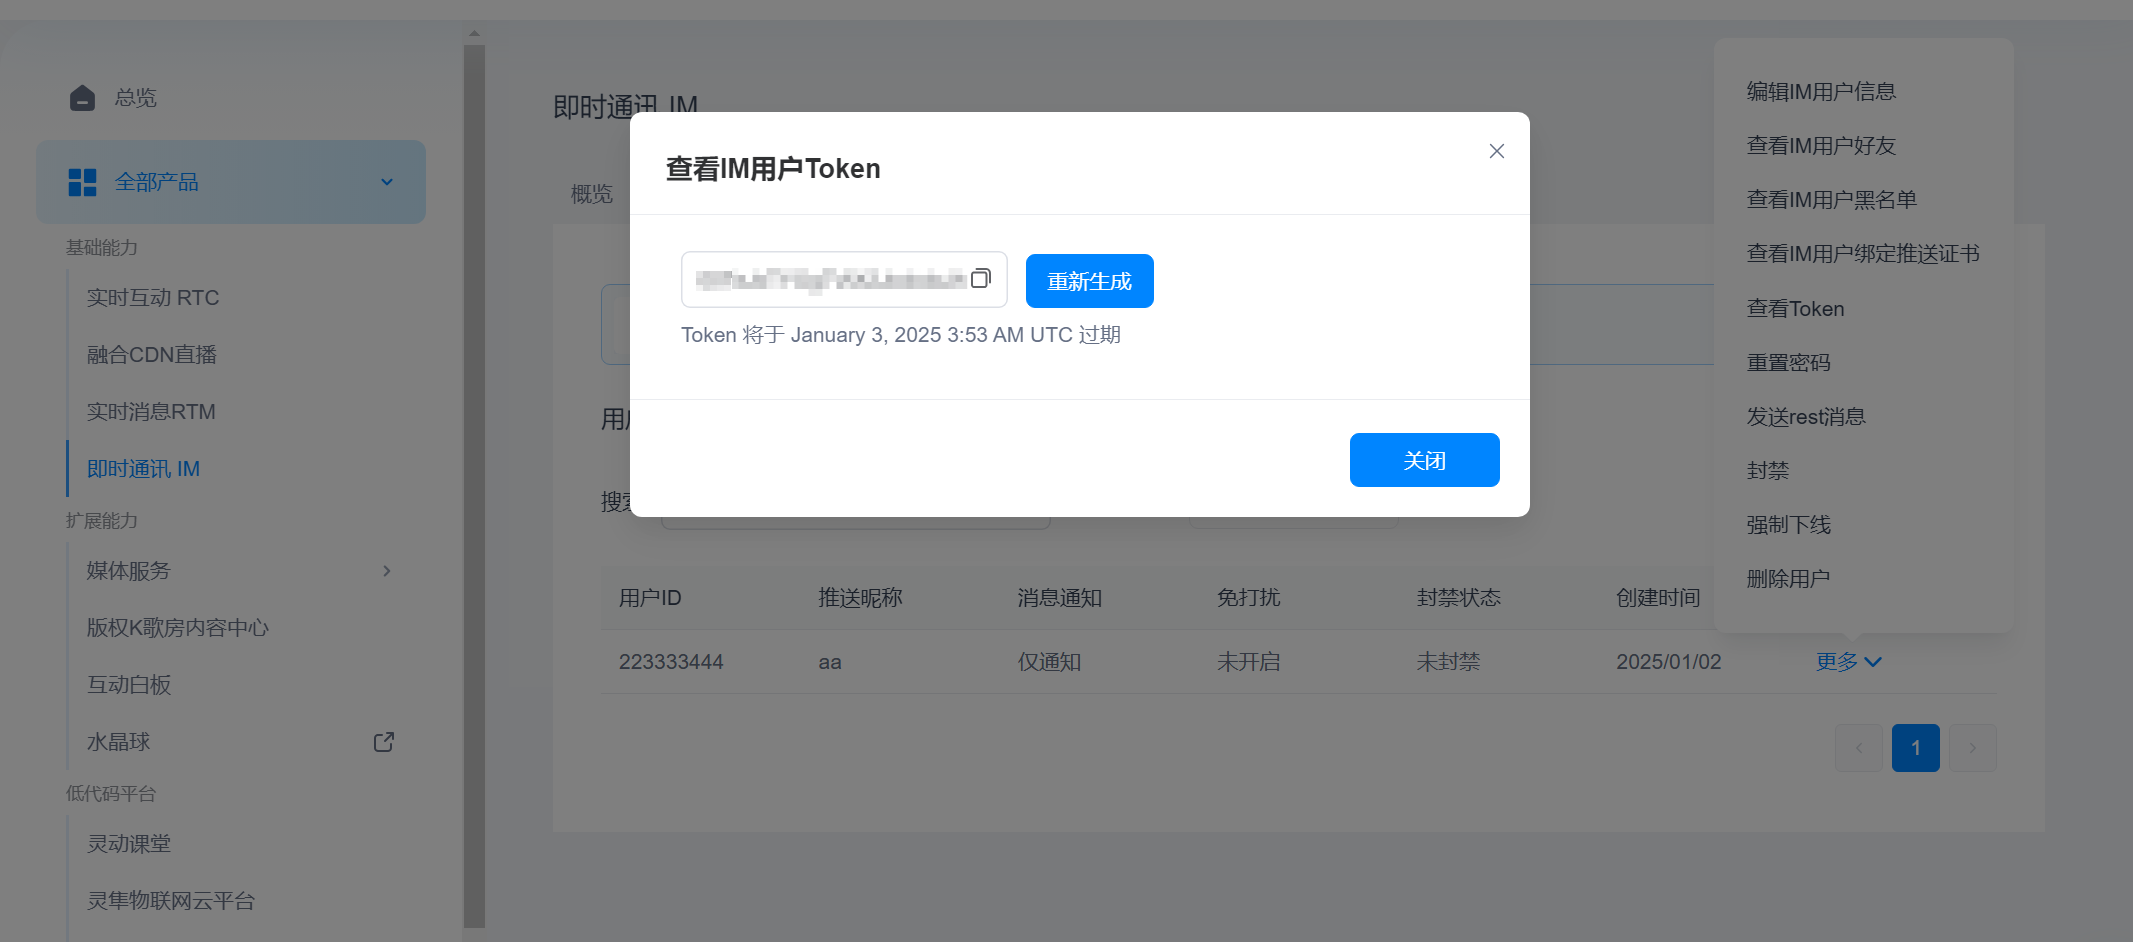 总览
全部产品
基础能力
实时互动 RTC
融合CDN直播
实时消息RTM
即时通讯 IM
扩展能力
媒体服务
版权K歌房内容中心
互动白板
水晶球
低代码平台
灵动课堂
灵隼物联网云平台
即时通讯 IM
概览
查看IM用户Token
重新生成
Token 将于 January 3, 2025 3:53 AM UTC 过期
关闭
用户
搜索
用户ID 推送昵称 消息通知 免打扰 封禁状态 创建时间
223333444 aa 仅通知 未开启 未封禁 2025/01/02 更多
1
编辑IM用户信息
查看IM用户好友
查看IM用户黑名单
查看IM用户绑定推送证书
查看Token
重置密码
发送rest消息
封禁
强制下线
删除用户